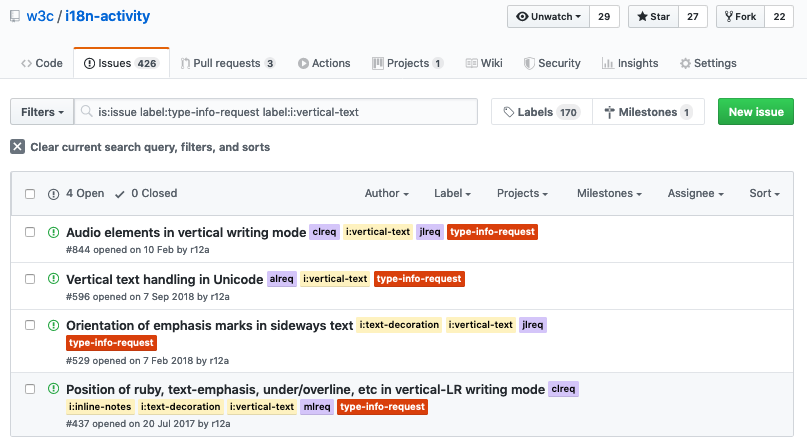 w3c / i18n-activity
Unwatch 29 Star 27 Fork 22
Code Issues 426 Pull requests 3 Actions Projects 1 Wiki Security Insights Settings
Filters is:issue label:type-info-request label:i:vertical-text Labels 170 Milestones 1 New issue
Clear current search query, filters, and sorts
4 Open 0 Closed Author Label Projects Milestones Assignee Sort
Audio elements in vertical writing mode clreq i:vertical-text jlreq type-info-request
#844 opened on 10 Feb by r12a
Vertical text handling in Unicode alreq i:vertical-text type-info-request
#596 opened on 7 Sep 2018 by r12a
Orientation of emphasis marks in sideways text i:text-decoration i:vertical-text jlreq
type-info-request
#529 opened on 7 Feb 2018 by r12a
Position of ruby, text-emphasis, under/overline, etc in vertical-LR writing mode clreq
i:inline-notes i:text-decoration i:vertical-text mlreq type-info-request
#437 opened on 20 Jul 2017 by r12a